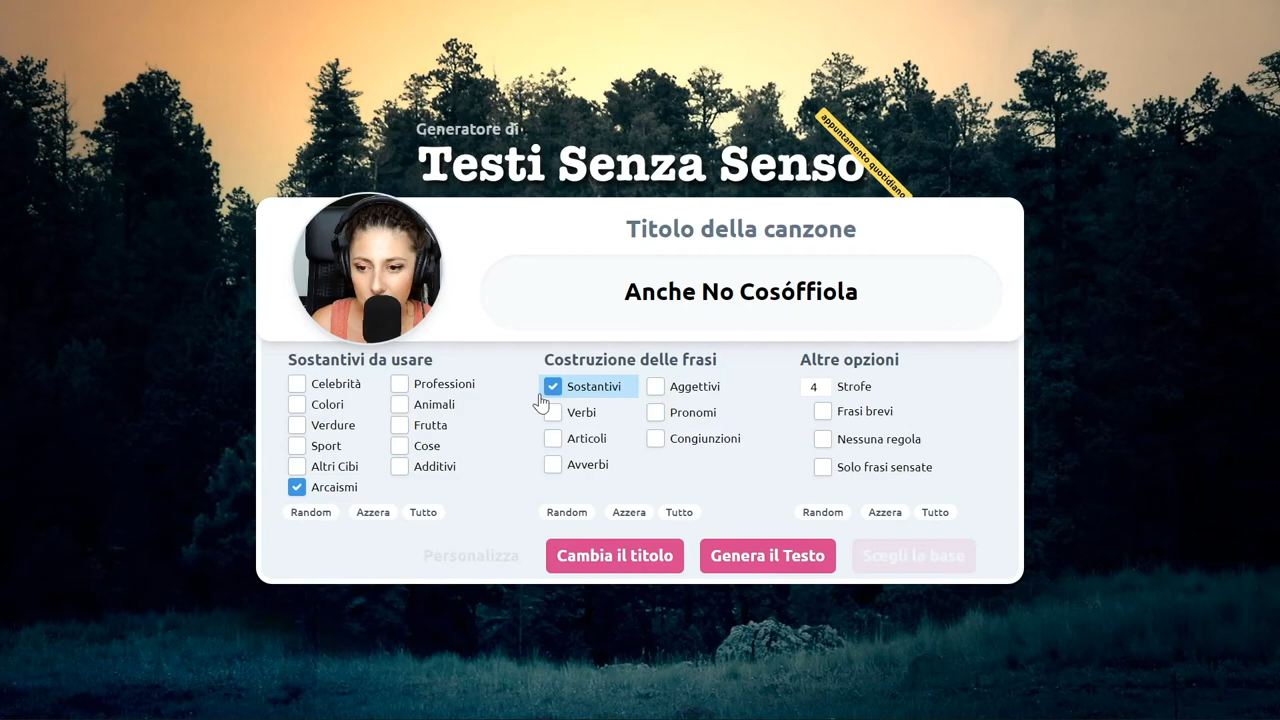 Generatore di
Testi Senza Senso
appuntamento quotidiano
Titolo della canzone
Anche No Cosóffiola
Sostantivi da usare
Celebrità
Professioni
Colori
Animali
Verdure
Frutta
Sport
Cose
Altri Cibi
Additivi
Arcaismi
Random Azzera Tutto
Costruzione delle frasi
Sostantivi
Aggettivi
Verbi
Pronomi
Articoli
Congiunzioni
Avverbi
Random Azzera Tutto
Altre opzioni
4 Strofe
Frasi brevi
Nessuna regola
Solo frasi sensate
Random Azzera Tutto
Personalizza
Cambia il titolo
Genera il Testo
Scegli la base